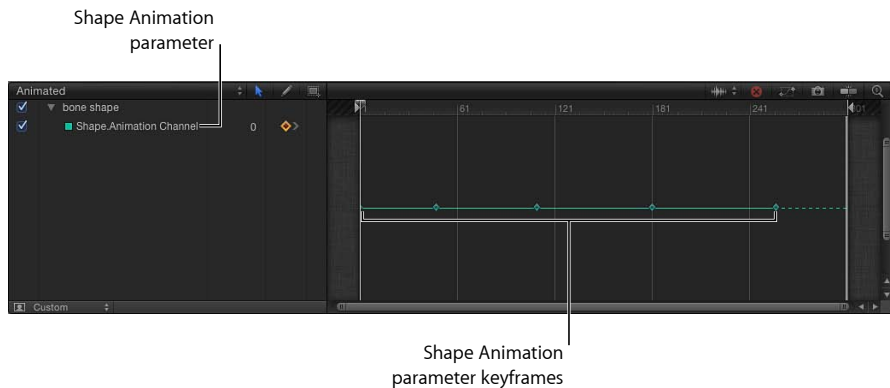 Shape Animation
parameter
Animated
1 61 121 181 241 301
bone shape
Shape.Animation Channel 0
Custom
Shape Animation
parameter keyframes